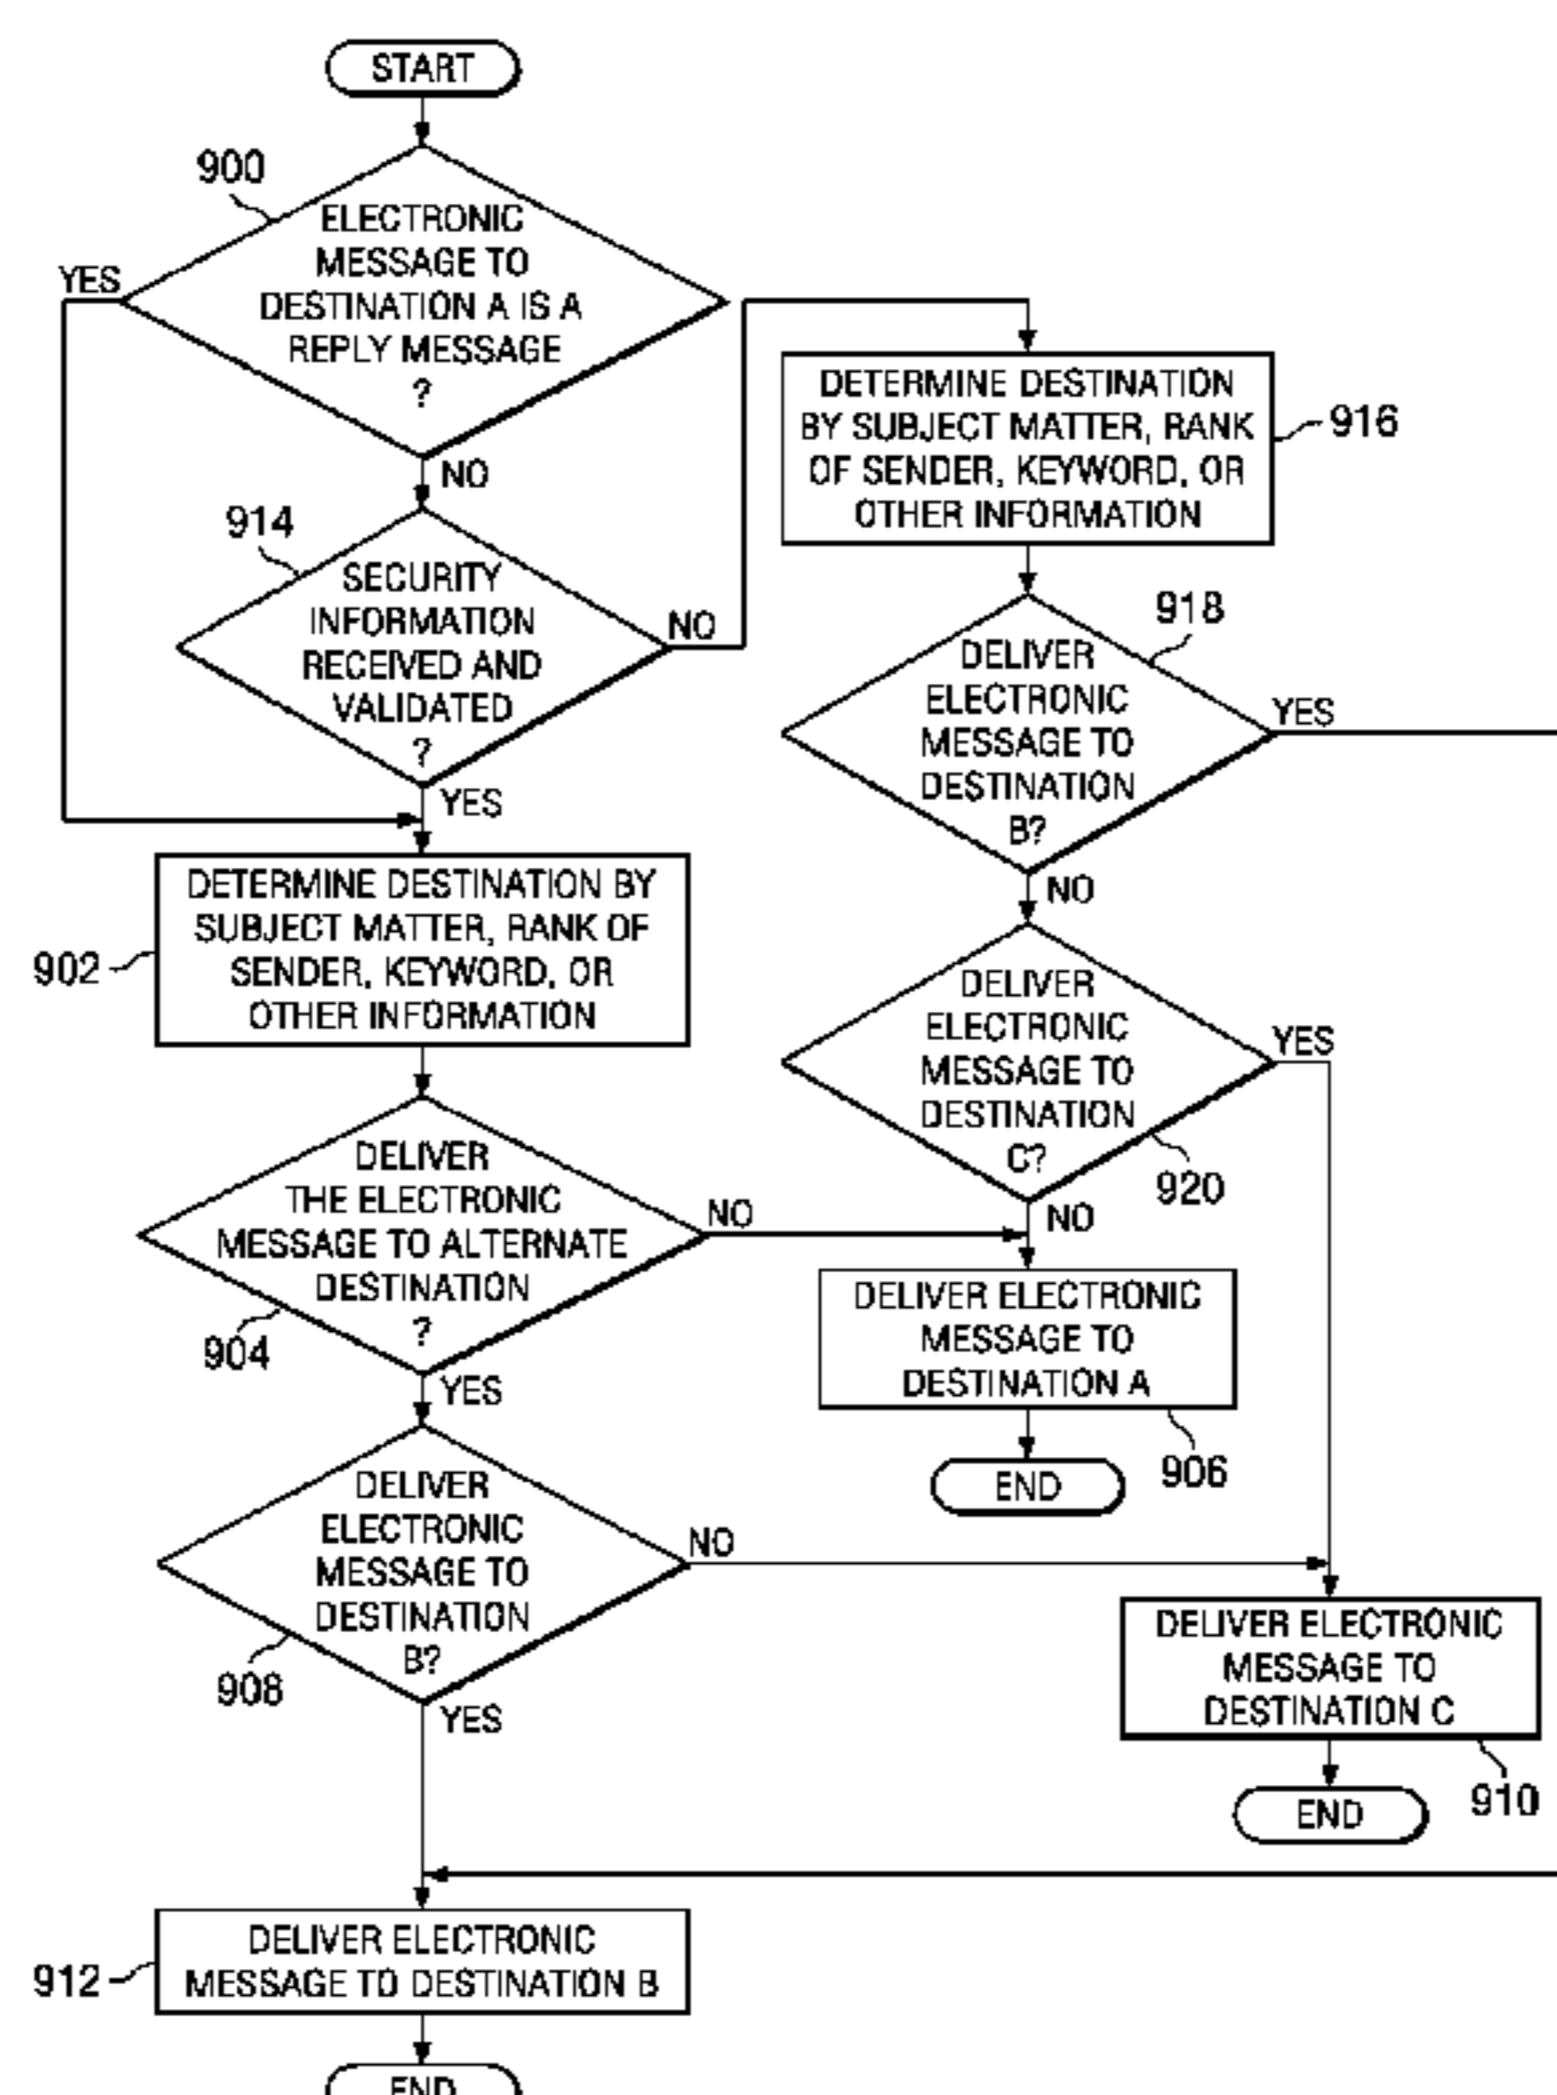 START
900
ELECTRONIC
MESSAGE TO
DESTINATION A IS A
REPLY MESSAGE
?
YES
NO
914
SECURITY
INFORMATION
RECEIVED AND
VALIDATED
?
NO
YES
DETERMINE DESTINATION
BY SUBJECT MATTER, RANK
OF SENDER, KEYWORD, OR
OTHER INFORMATION
916
918
DELIVER
ELECTRONIC
MESSAGE TO
DESTINATION
B?
YES
NO
902
DETERMINE DESTINATION BY
SUBJECT MATTER, RANK OF
SENDER, KEYWORD, OR
OTHER INFORMATION
DELIVER
ELECTRONIC
MESSAGE TO
DESTINATION
C?
YES
920
NO
DELIVER
THE ELECTRONIC
MESSAGE TO ALTERNATE
DESTINATION
?
NO
904
YES
DELIVER ELECTRONIC
MESSAGE TO
DESTINATION A
906
END
DELIVER
ELECTRONIC
MESSAGE TO
DESTINATION
B?
NO
908
YES
DELIVER ELECTRONIC
MESSAGE TO
DESTINATION C
910
END
912
DELIVER ELECTRONIC
MESSAGE TO DESTINATION B
END